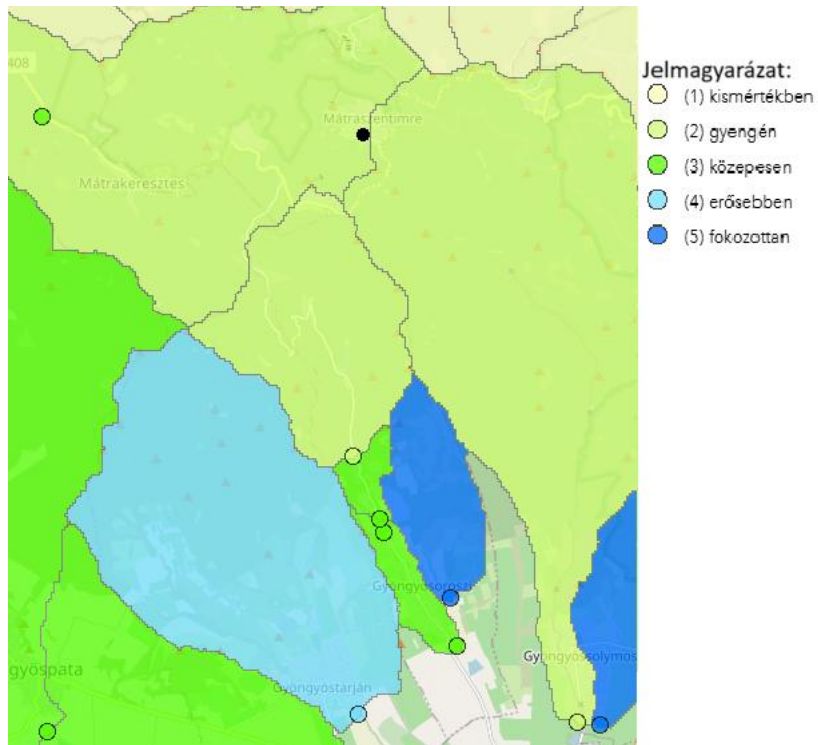 408
Mátraszentimre
Mátrakeresztes
Gyöngyösoroszi
Gyöngyössolymos
gyöspata
Gyöngyöstarján
Jelmagyarázat:
(1) kismértékben
(2) gyengén
(3) közepesen
(4) erősebben
(5) fokozottan